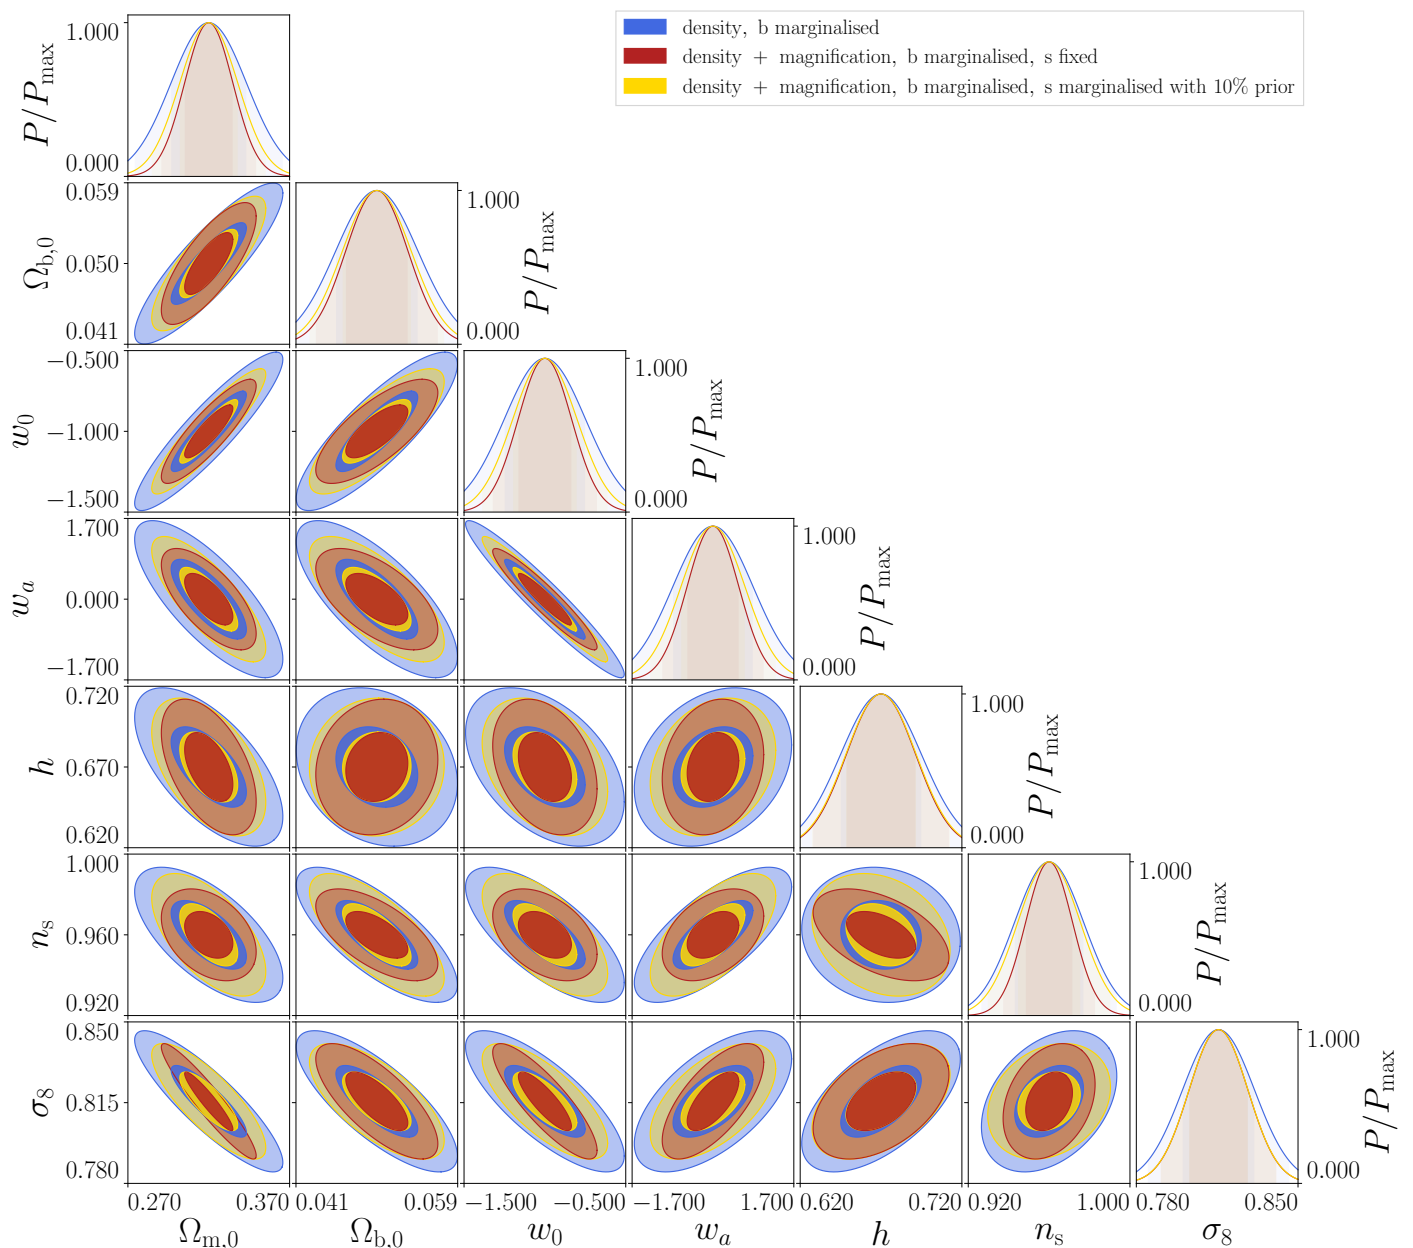 density, b marginalised
density + magnification, b marginalised, s fixed
density + magnification, b marginalised, s marginalised with 10% prior
1.000
P/P_max
0.000
0.059
Ω_b,0
0.050
0.041
1.000
P/P_max
0.000
−0.500
w_0
−1.000
−1.500
1.000
P/P_max
0.000
1.700
w_a
0.000
−1.700
1.000
P/P_max
0.000
0.720
h
0.670
0.620
1.000
P/P_max
0.000
1.000
n_s
0.960
0.920
1.000
P/P_max
0.000
0.850
σ_8
0.815
0.780
1.000
P/P_max
0.000
0.270 0.370 0.041 0.059 −1.500 −0.500 −1.700 1.700 0.620 0.720 0.920 1.000 0.780 0.850
Ω_m,0 Ω_b,0 w_0 w_a h n_s σ_8